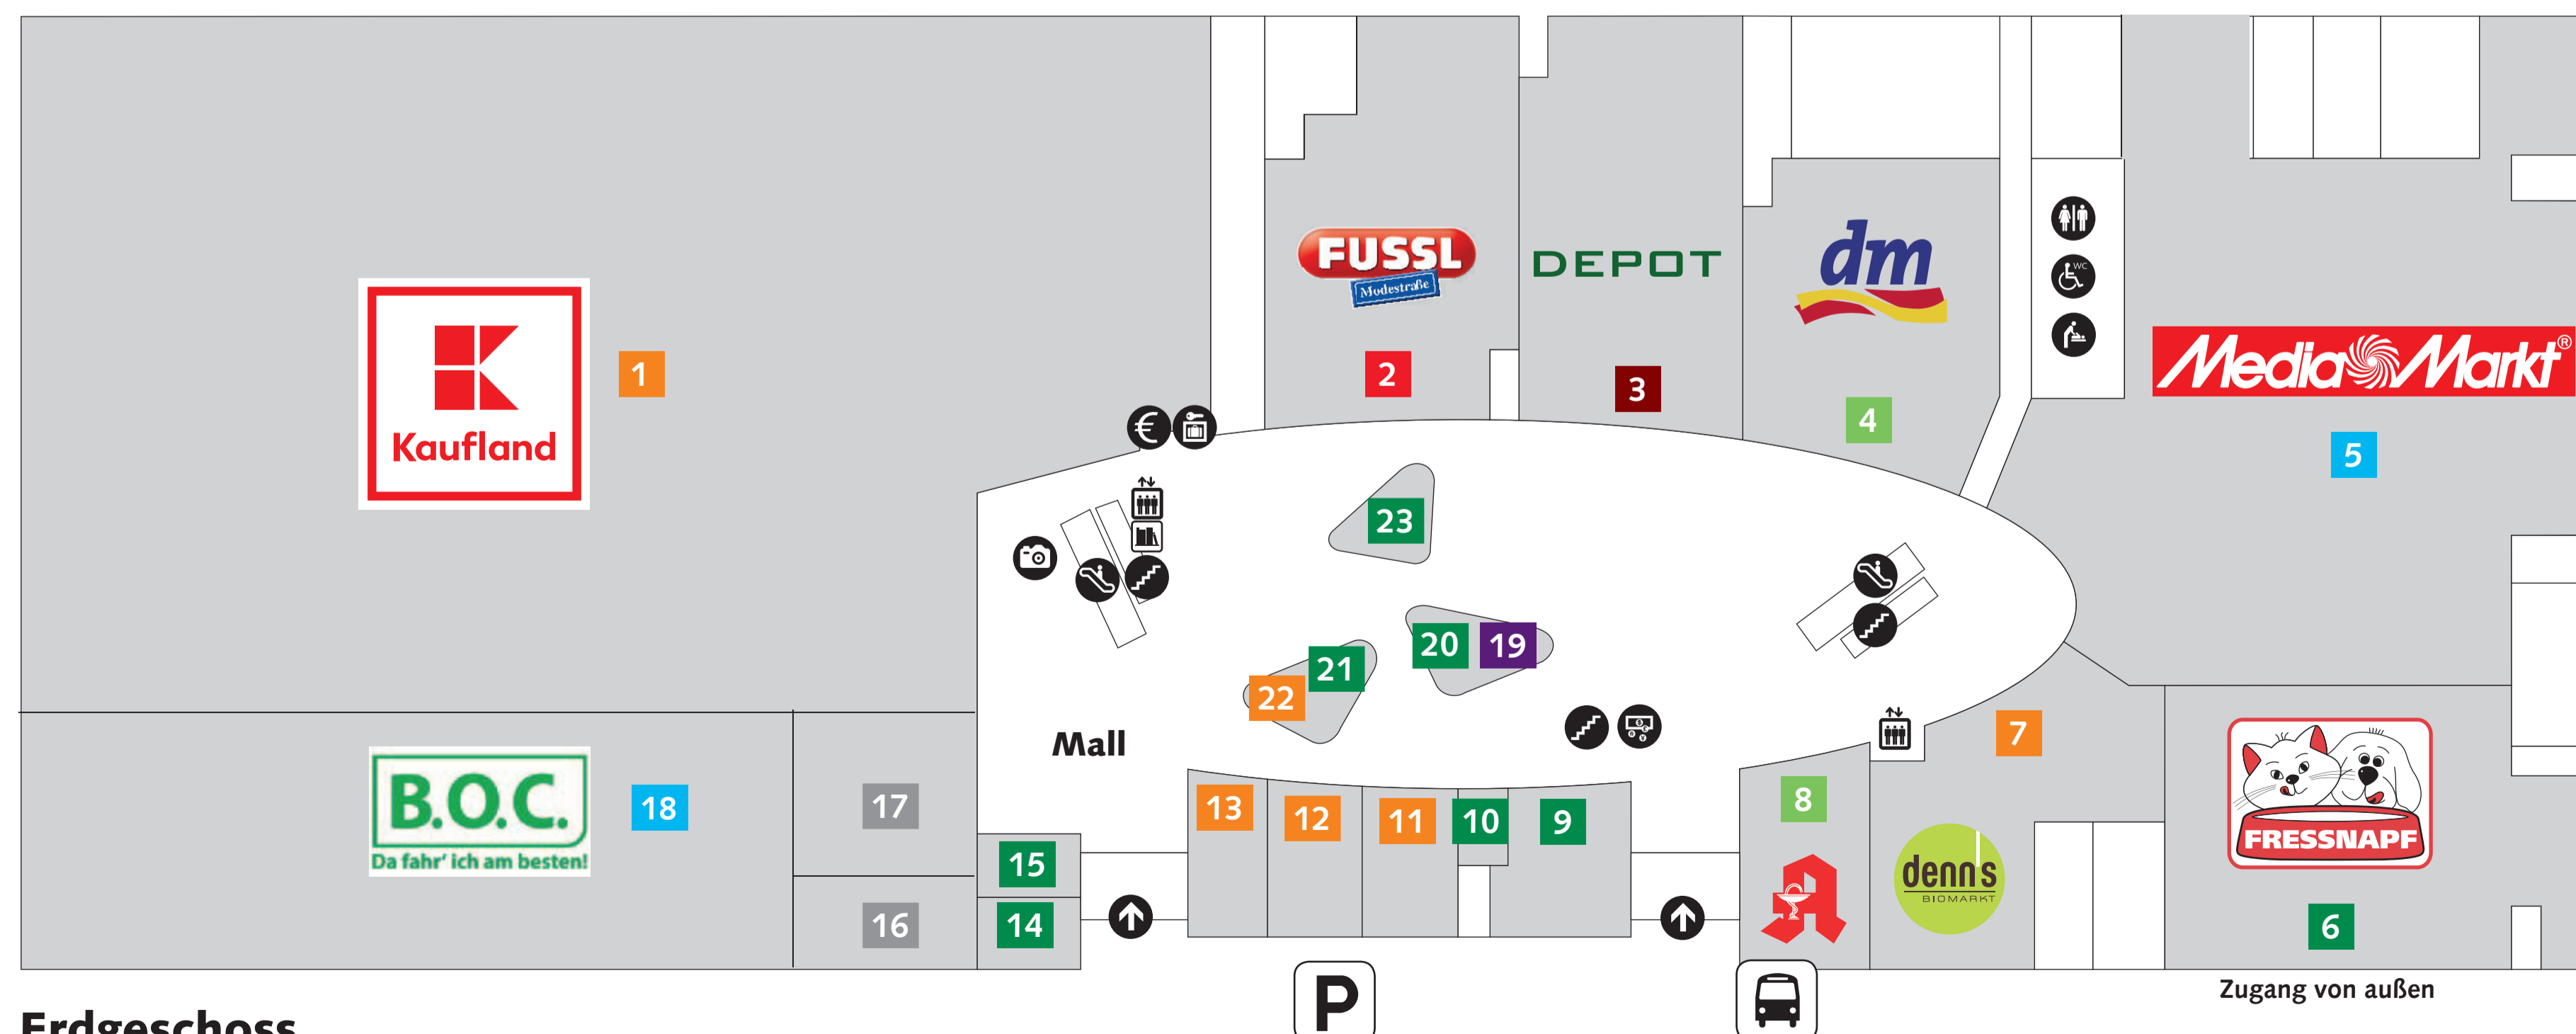 FUSSL
Modestraße
DEPOT
dm
WC
MediaMarkt®
K
Kaufland
1
2
3
4
5
€
23
20
19
21
22
Mall
7
B.O.C.
Da fahr' ich am besten!
18
17
13
12
11
10
9
8
15
denn's
BIOMARKT
FRESSNAPF
16
14
6
P
Zugang von außen
Erdgeschoss